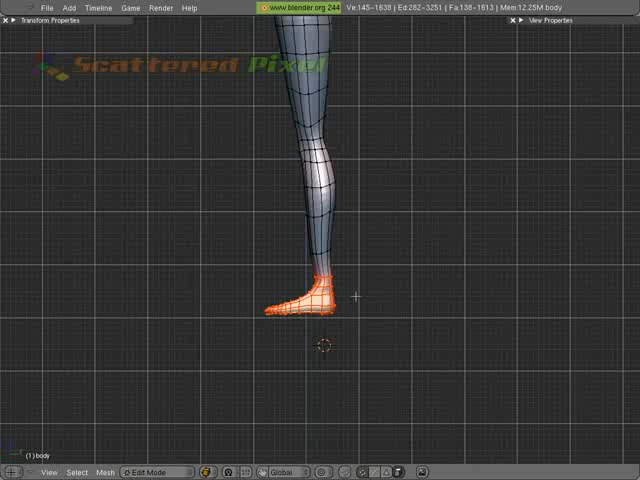 File Add Timeline Game Render Help www.blender.org 244 Ve:145-1638 | Ed:282-3251 | Fa:138-1613 | Mem:12.25M body
Transform Properties View Properties
Scattered Pixel
(1) body
View Select Mesh Edit Mode Global